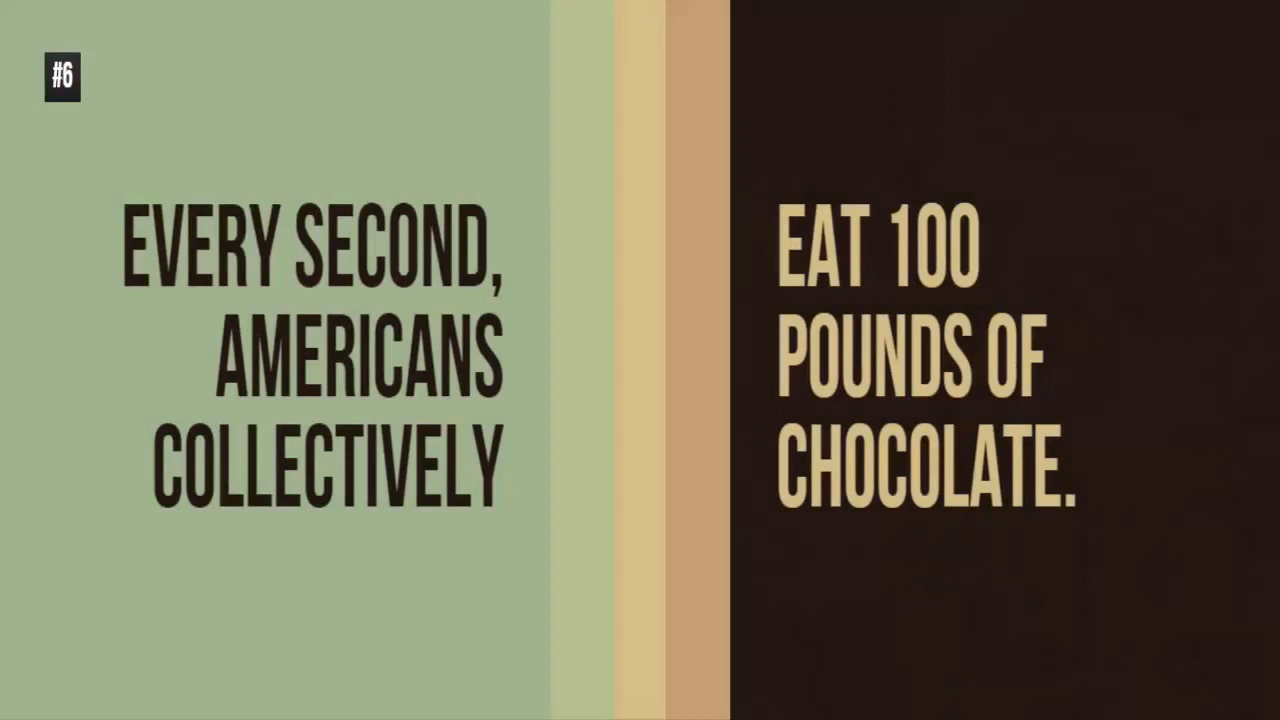 #6
EVERY SECOND,
AMERICANS
COLLECTIVELY
EAT 100
POUNDS OF
CHOCOLATE.